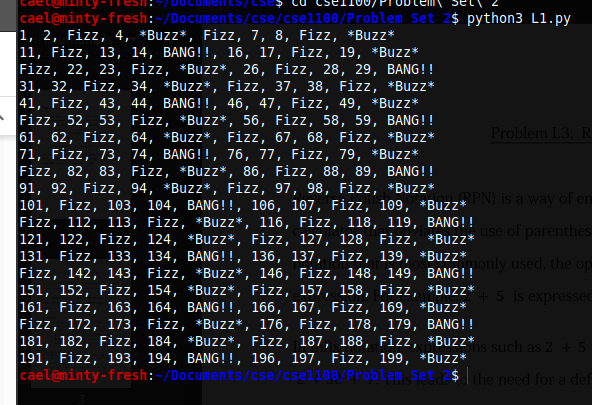 cael@minty-fresh:~/Documents/cse$ cd cse1100/Problem\ Set\ 2
cael@minty-fresh:~/Documents/cse/cse1100/Problem Set 2$ python3 L1.py
1, 2, Fizz, 4, *Buzz*, Fizz, 7, 8, Fizz, *Buzz*
11, Fizz, 13, 14, BANG!!, 16, 17, Fizz, 19, *Buzz*
Fizz, 22, 23, Fizz, *Buzz*, 26, Fizz, 28, 29, BANG!!
31, 32, Fizz, 34, *Buzz*, Fizz, 37, 38, Fizz, *Buzz*
41, Fizz, 43, 44, BANG!!, 46, 47, Fizz, 49, *Buzz*
Fizz, 52, 53, Fizz, *Buzz*, 56, Fizz, 58, 59, BANG!!
61, 62, Fizz, 64, *Buzz*, Fizz, 67, 68, Fizz, *Buzz*
71, Fizz, 73, 74, BANG!!, 76, 77, Fizz, 79, *Buzz*
Fizz, 82, 83, Fizz, *Buzz*, 86, Fizz, 88, 89, BANG!!
91, 92, Fizz, 94, *Buzz*, Fizz, 97, 98, Fizz, *Buzz*
101, Fizz, 103, 104, BANG!!, 106, 107, Fizz, 109, *Buzz*
Fizz, 112, 113, Fizz, *Buzz*, 116, Fizz, 118, 119, BANG!!
121, 122, Fizz, 124, *Buzz*, Fizz, 127, 128, Fizz, *Buzz*
131, Fizz, 133, 134, BANG!!, 136, 137, Fizz, 139, *Buzz*
Fizz, 142, 143, Fizz, *Buzz*, 146, Fizz, 148, 149, BANG!!
151, 152, Fizz, 154, *Buzz*, Fizz, 157, 158, Fizz, *Buzz*
161, Fizz, 163, 164, BANG!!, 166, 167, Fizz, 169, *Buzz*
Fizz, 172, 173, Fizz, *Buzz*, 176, Fizz, 178, 179, BANG!!
181, 182, Fizz, 184, *Buzz*, Fizz, 187, 188, Fizz, *Buzz*
191, Fizz, 193, 194, BANG!!, 196, 197, Fizz, 199, *Buzz*
cael@minty-fresh:~/Documents/cse/cse1100/Problem Set 2$
Problem L3: R
(RPN) is a way of en
use of parenthes
used, the op
2 + 5 is expressed
such as 2 + 5
the need for a def